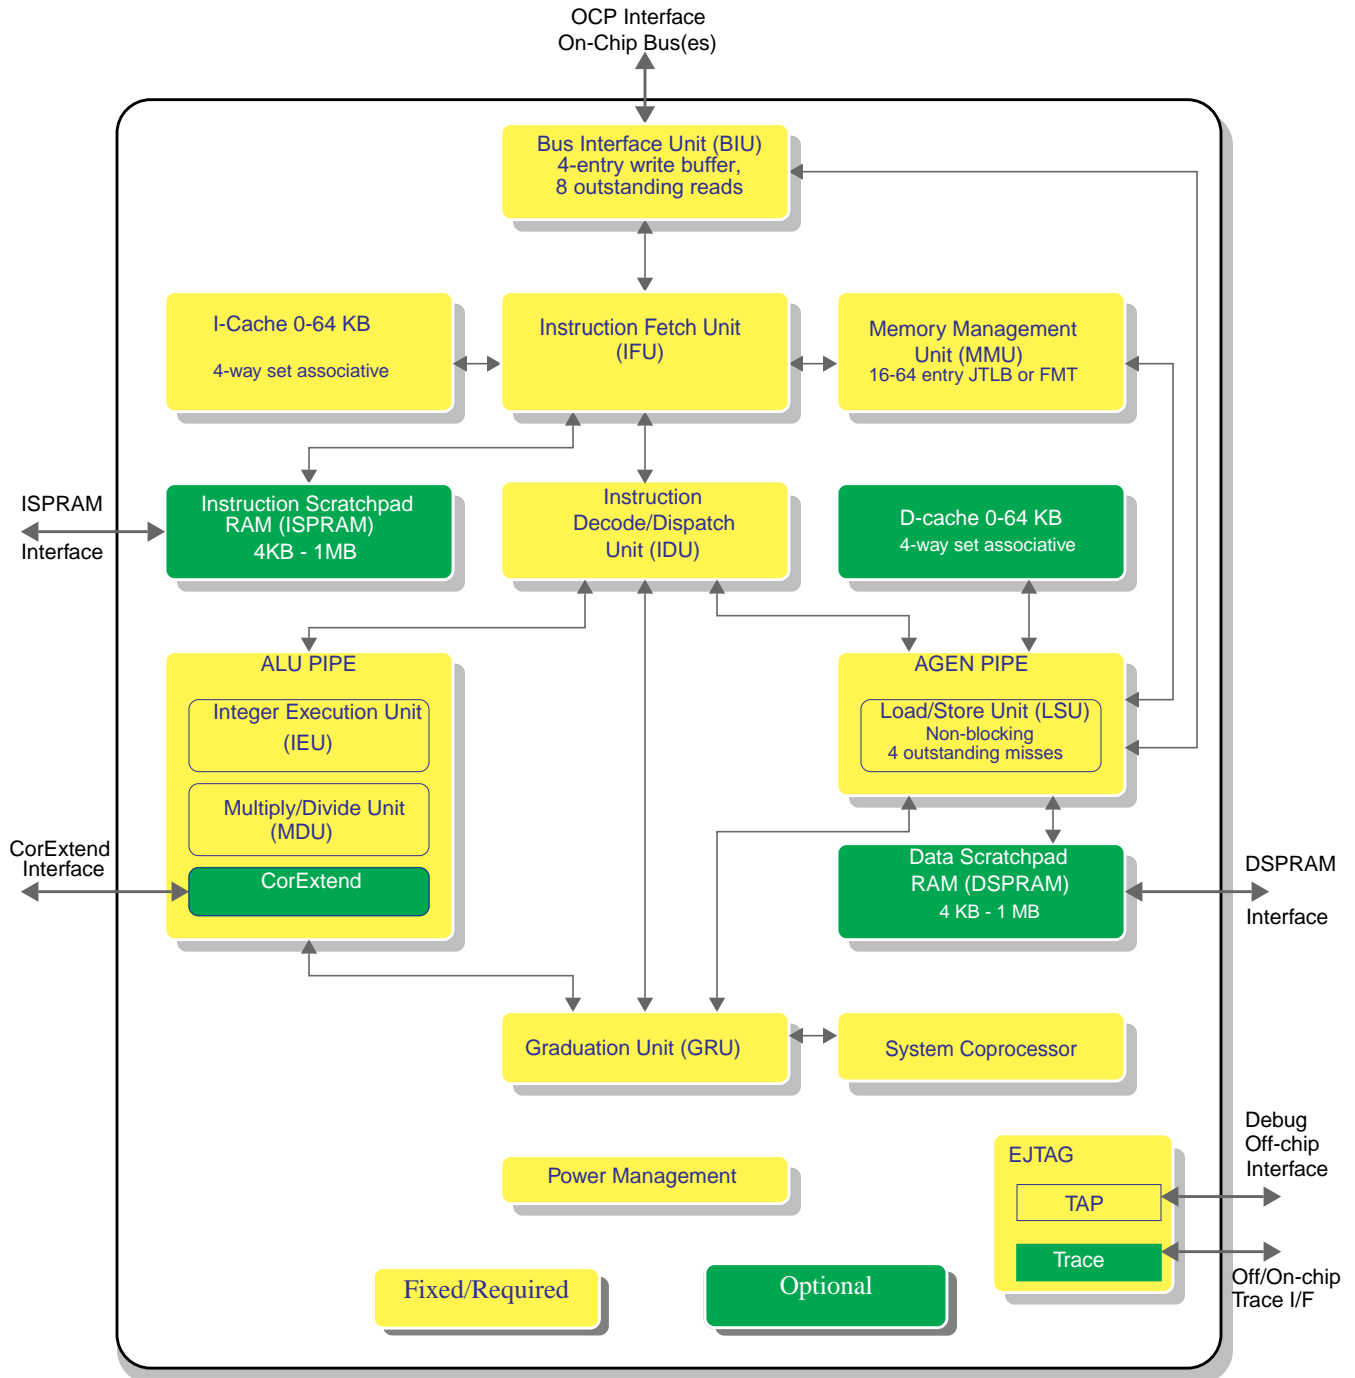 OCP Interface
On-Chip Bus(es)
Bus Interface Unit (BIU)
4-entry write buffer,
8 outstanding reads
I-Cache 0-64 KB
4-way set associative
Instruction Fetch Unit
(IFU)
Memory Management
Unit (MMU)
16-64 entry JTLB or FMT
ISPRAM
Interface
Instruction Scratchpad
RAM (ISPRAM)
4KB - 1MB
Instruction
Decode/Dispatch
Unit (IDU)
D-cache 0-64 KB
4-way set associative
ALU PIPE
Integer Execution Unit
(IEU)
Multiply/Divide Unit
(MDU)
CorExtend
CorExtend
Interface
AGEN PIPE
Load/Store Unit (LSU)
Non-blocking
4 outstanding misses
Data Scratchpad
RAM (DSPRAM)
4 KB - 1 MB
DSPRAM
Interface
Graduation Unit (GRU)
System Coprocessor
Power Management
EJTAG
TAP
Trace
Debug
Off-chip
Interface
Off/On-chip
Trace I/F
Fixed/Required
Optional